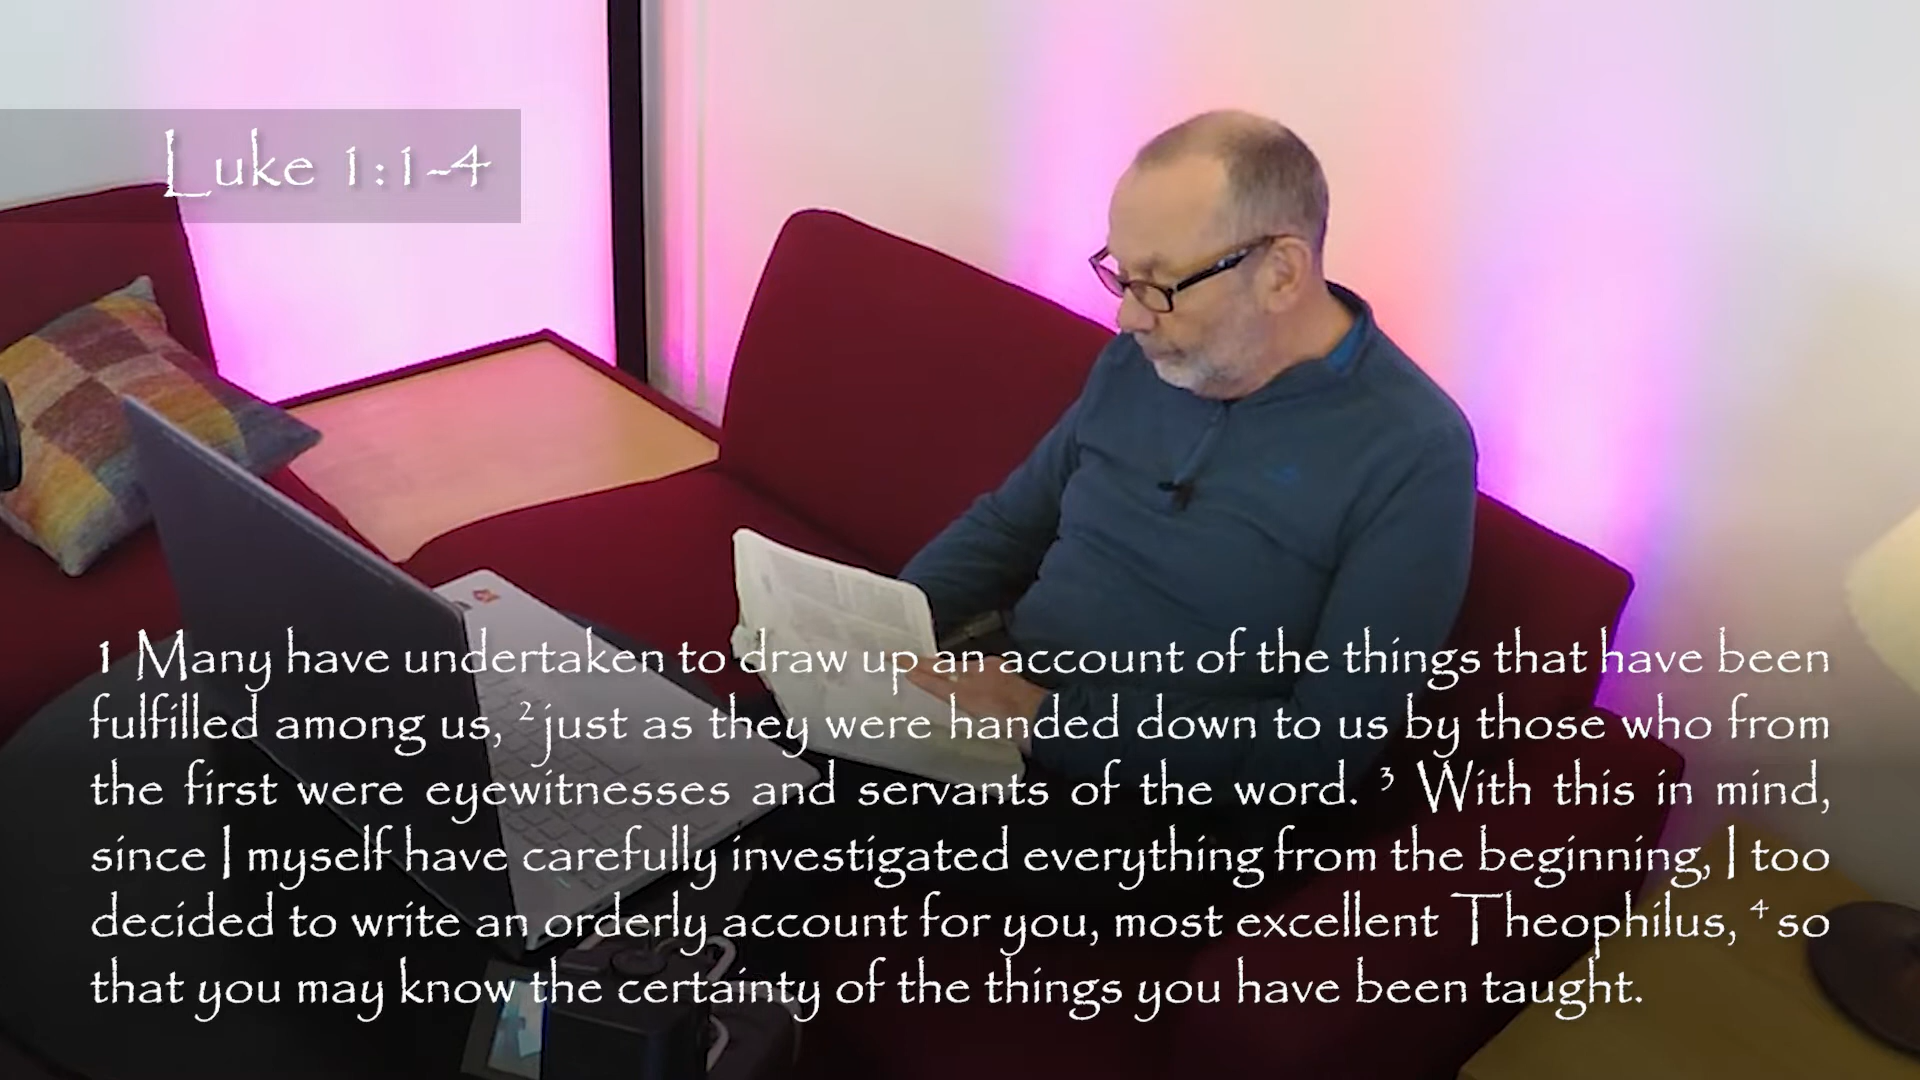 Luke 1:1-4
1 Many have undertaken to draw up an account of the things that have been
fulfilled among us, ² just as they were handed down to us by those who from
the first were eyewitnesses and servants of the word. ³ With this in mind,
since I myself have carefully investigated everything from the beginning, I too
decided to write an orderly account for you, most excellent Theophilus, ⁴ so
that you may know the certainty of the things you have been taught.